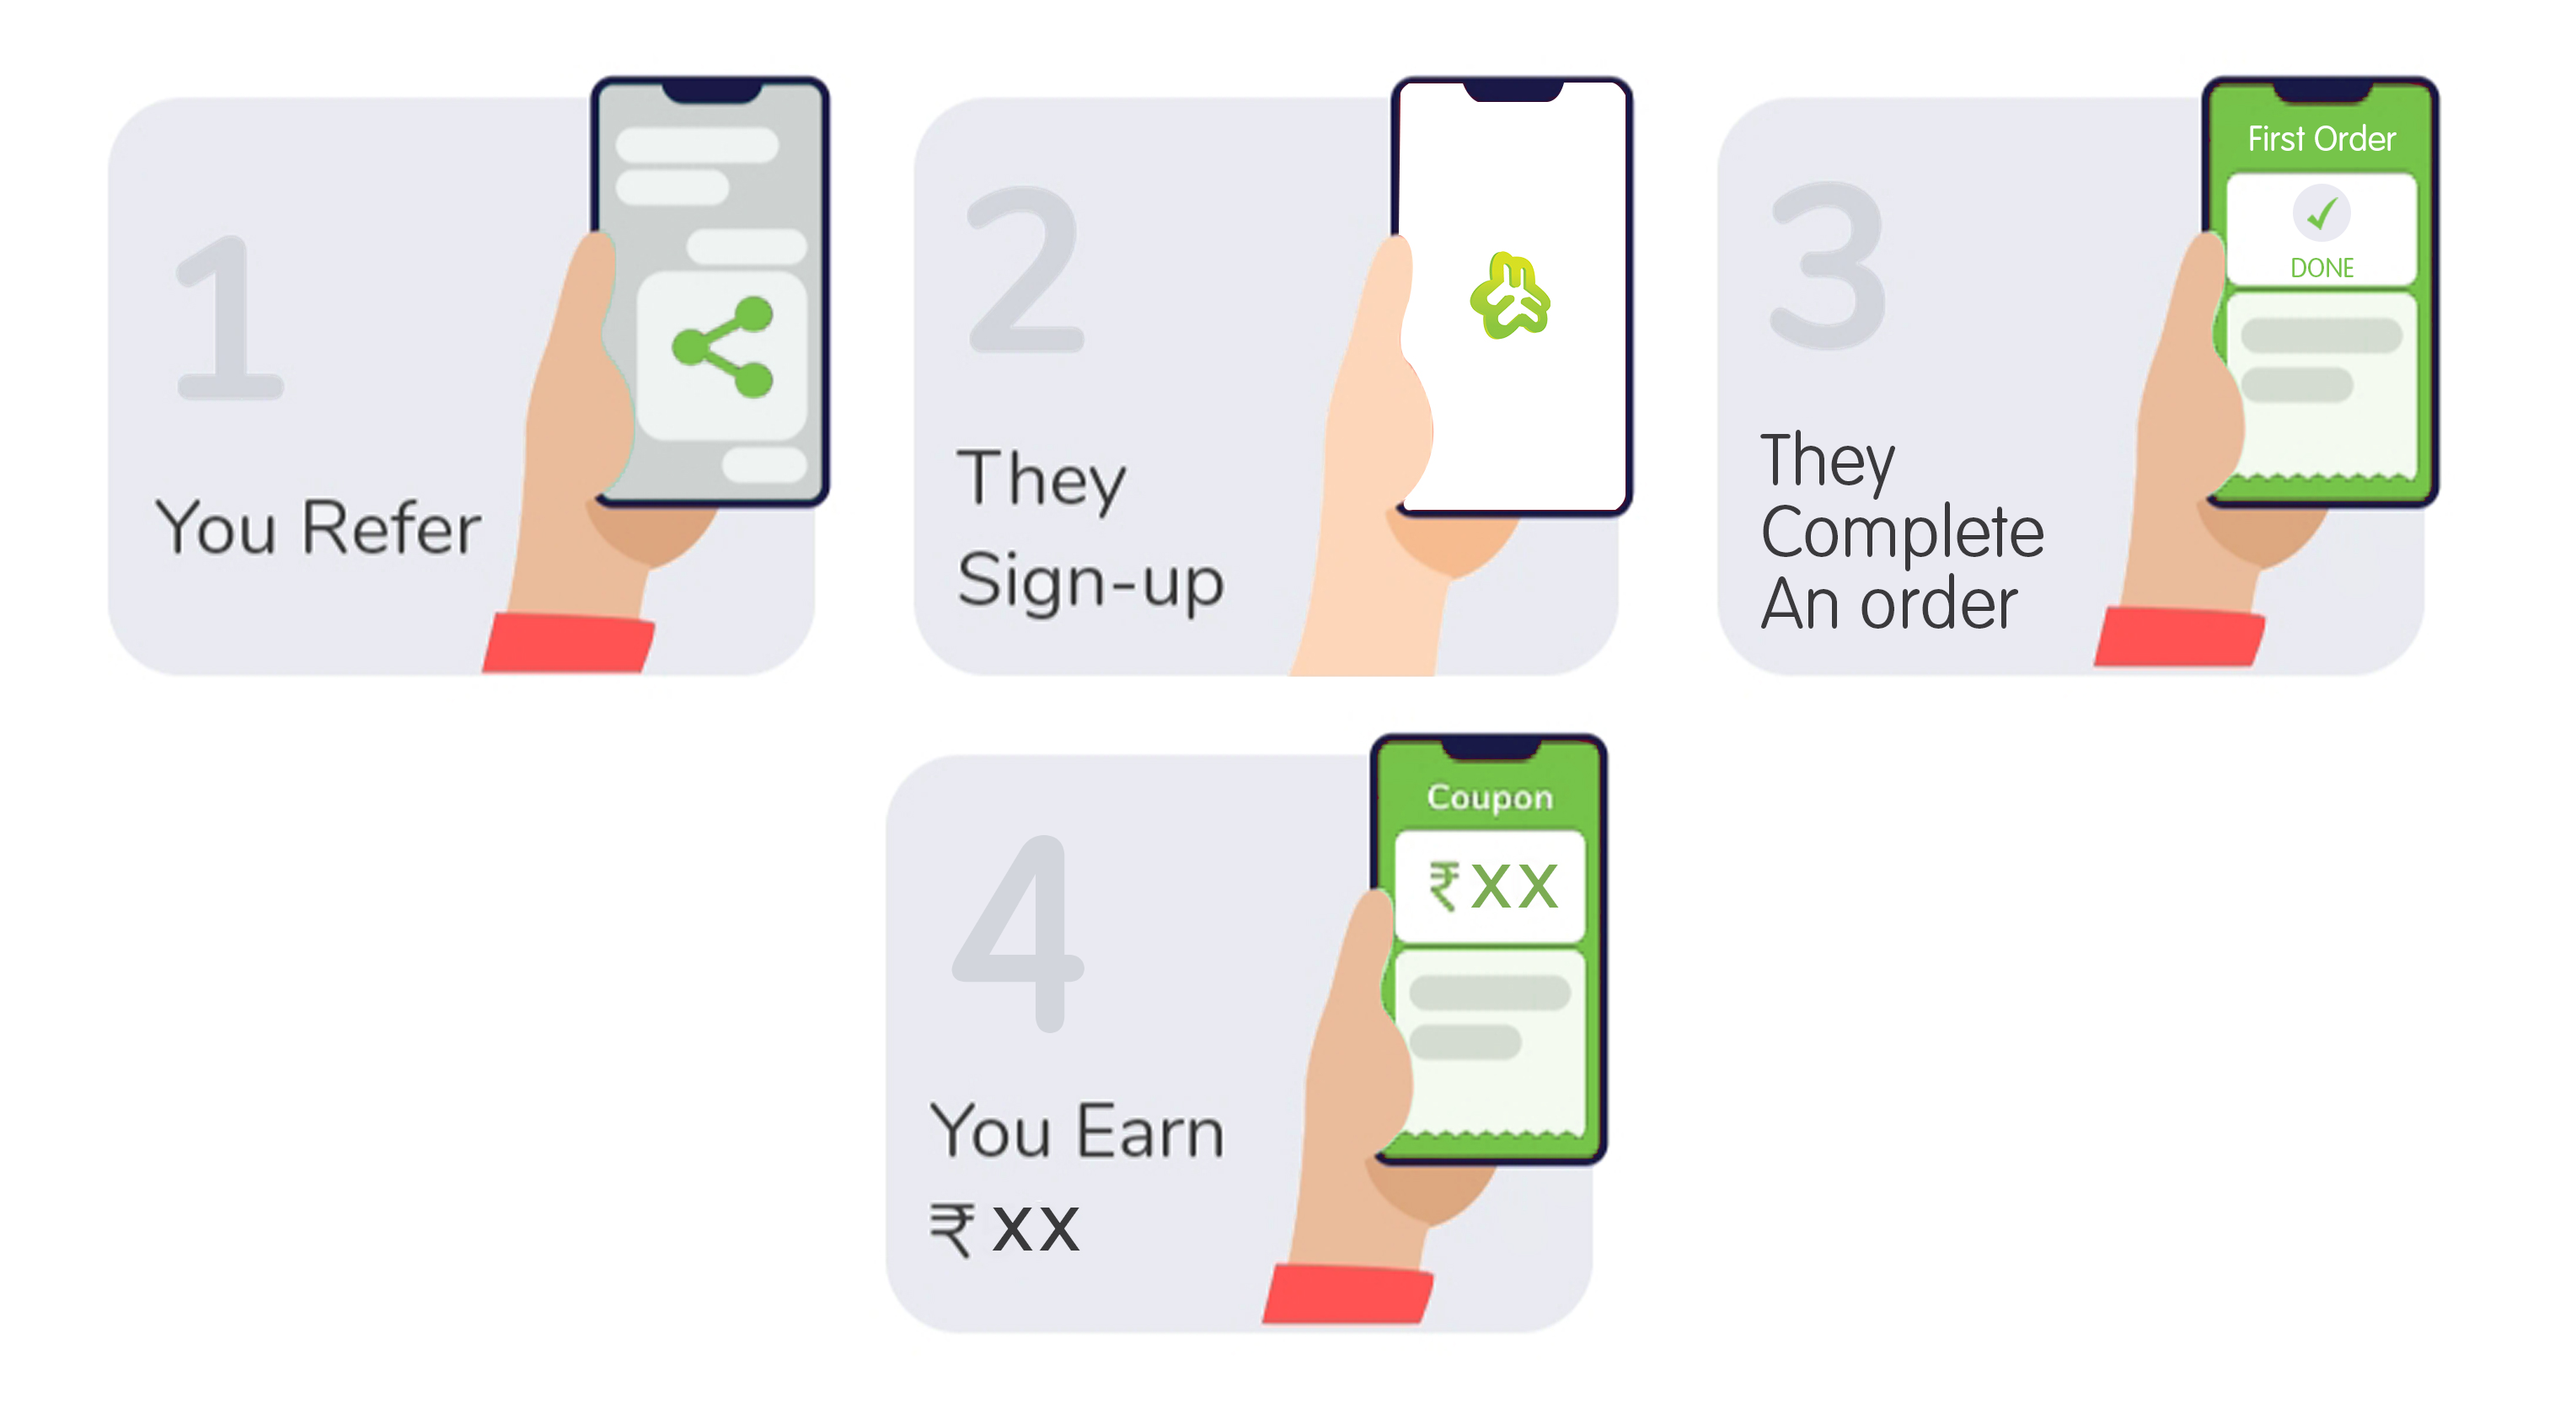 1
You Refer
2
They
Sign-up
3
They
Complete
An order
First Order
DONE
4
You Earn
₹ XX
Coupon
₹ XX